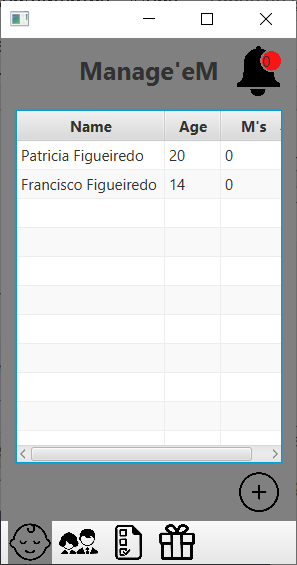 Manage'eM
0
Name Age M's
Patricia Figueiredo 20 0
Francisco Figueiredo 14 0